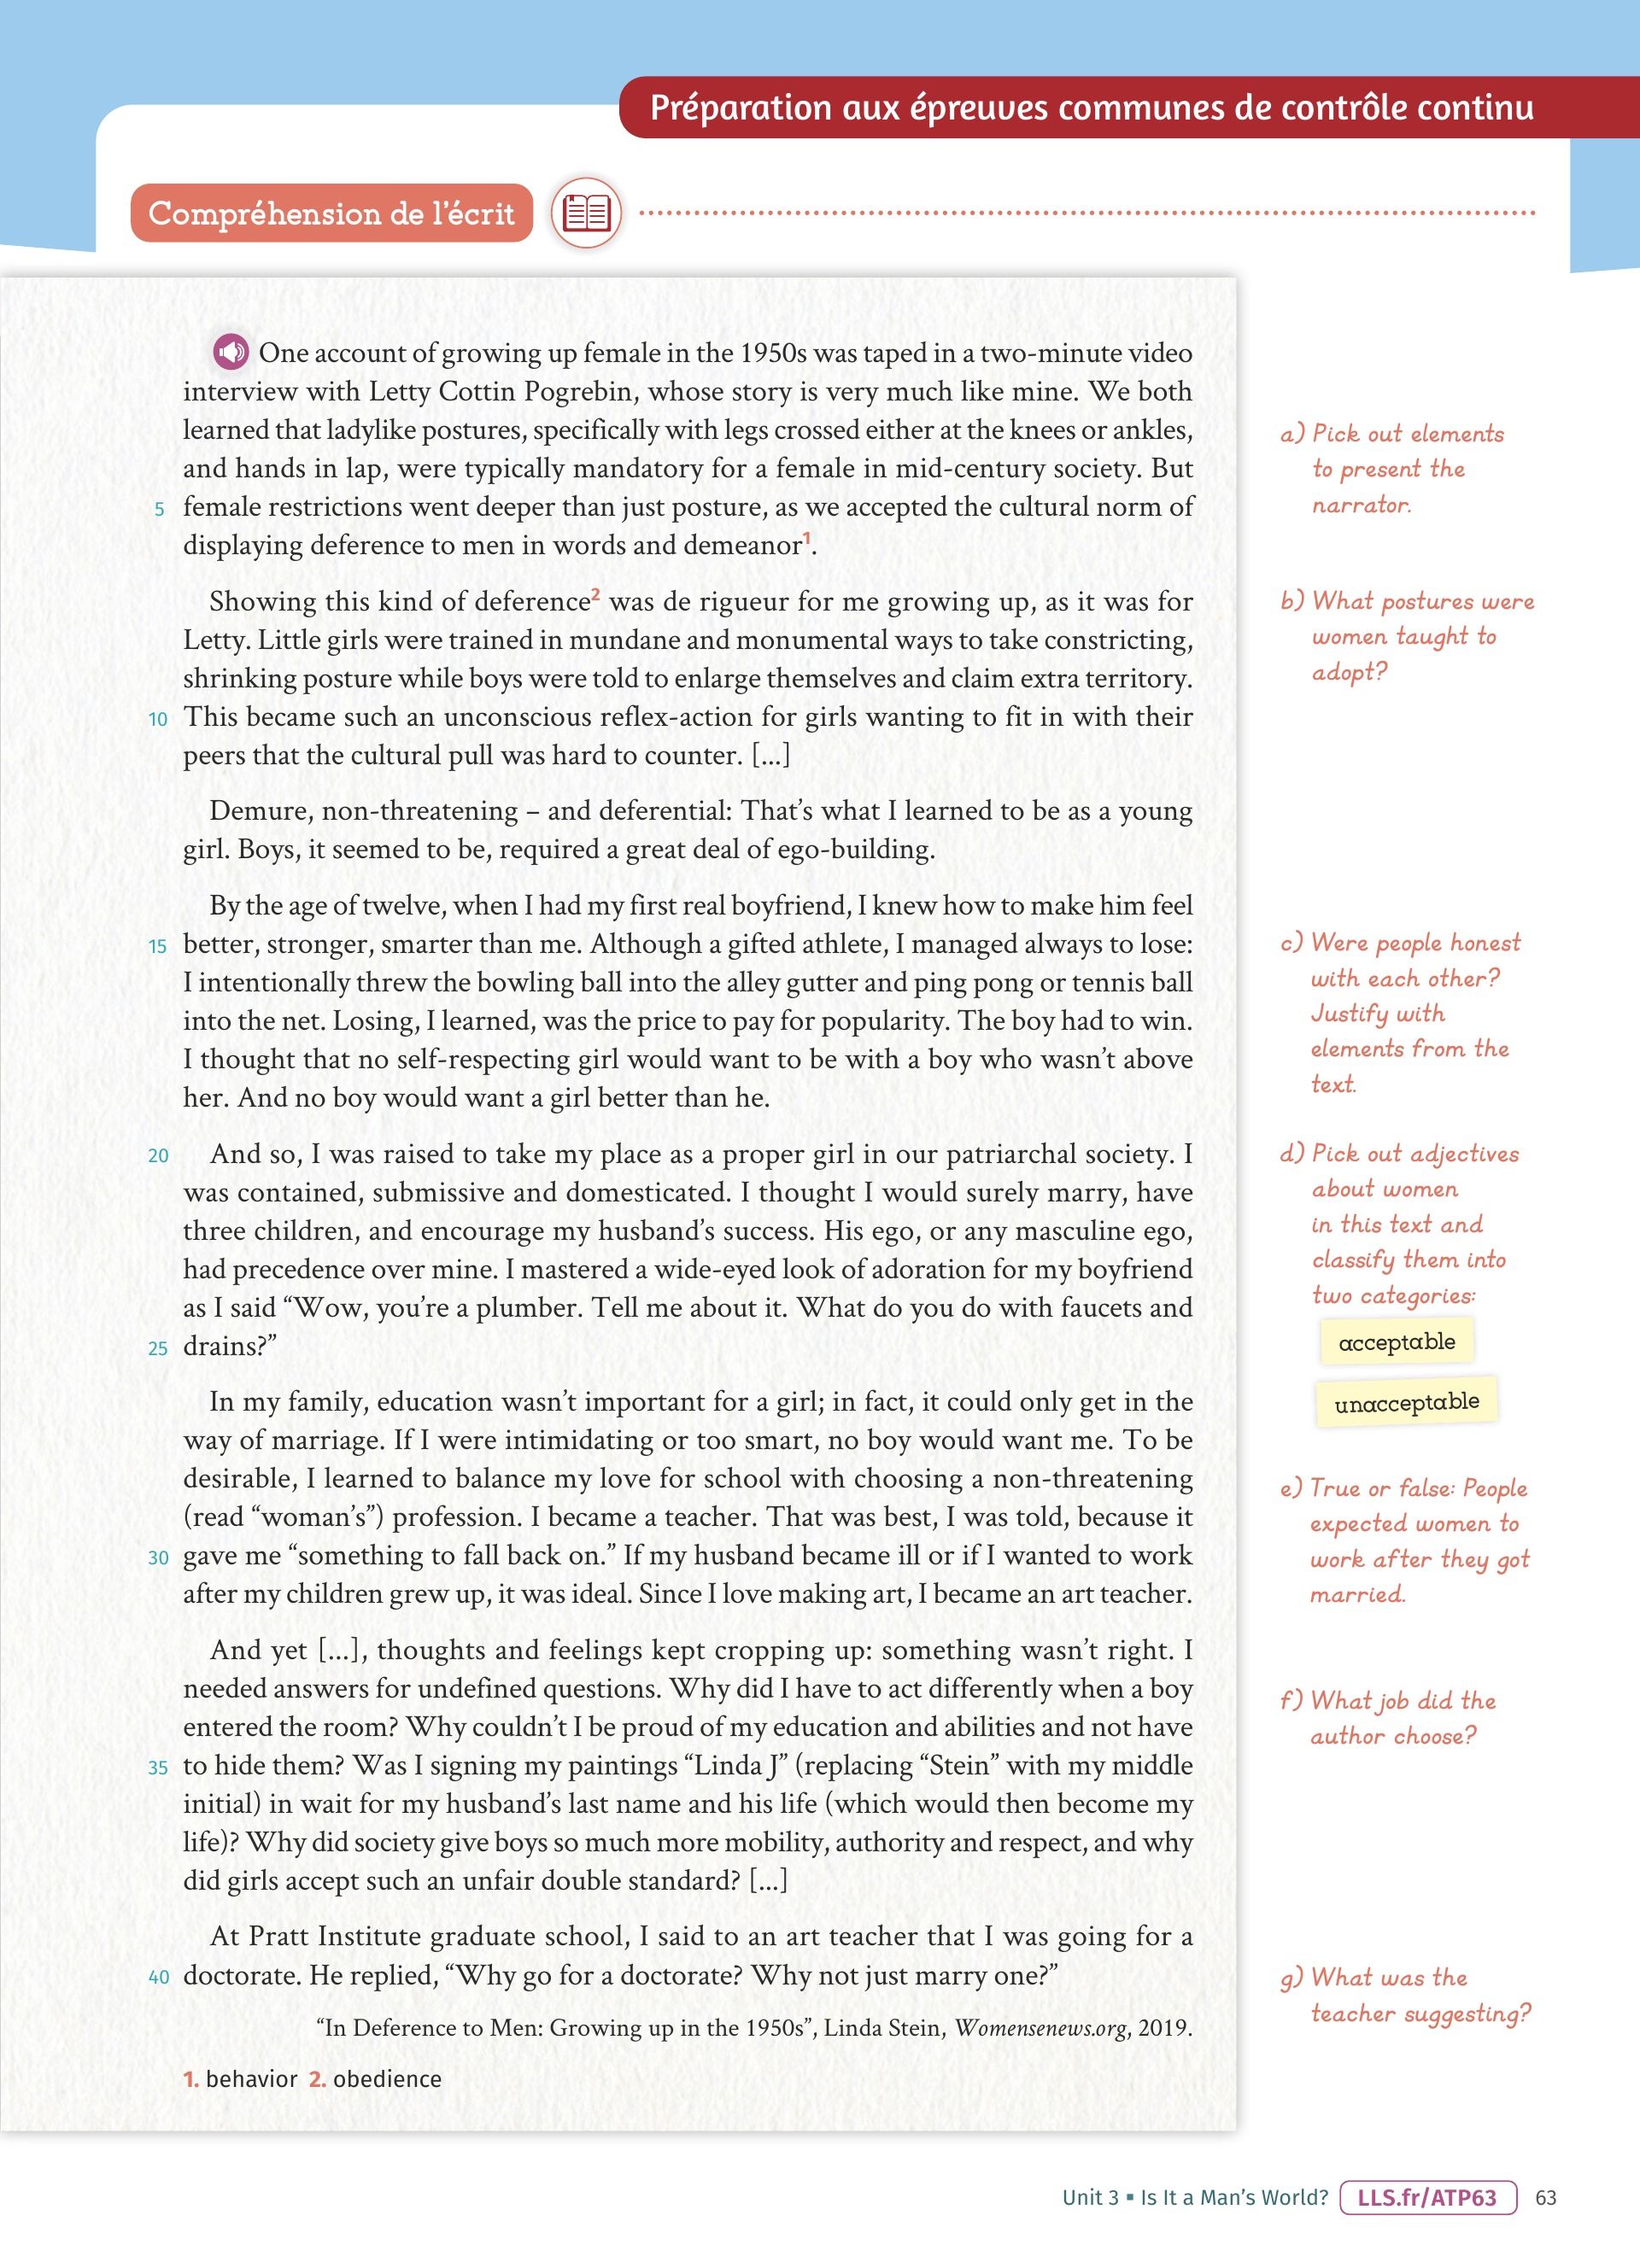 Préparation aux épreuves communes de contrôle continu
Compréhension de l'écrit
One account of growing up female in the 1950s was taped in a two-minute video
interview with Letty Cottin Pogrebin, whose story is very much like mine. We both
learned that ladylike postures, specifically with legs crossed either at the knees or ankles,
and hands in lap, were typically mandatory for a female in mid-century society. But
5 female restrictions went deeper than just posture, as we accepted the cultural norm of
displaying deference to men in words and demeanor1.
Showing this kind of deference2 was de rigueur for me growing up, as it was for
Letty. Little girls were trained in mundane and monumental ways to take constricting,
shrinking posture while boys were told to enlarge themselves and claim extra territory.
10 This became such an unconscious reflex-action for girls wanting to fit in with their
peers that the cultural pull was hard to counter. [...]
Demure, non-threatening – and deferential: That's what I learned to be as a young
girl. Boys, it seemed to be, required a great deal of ego-building.
By the age of twelve, when I had my first real boyfriend, I knew how to make him feel
15 better, stronger, smarter than me. Although a gifted athlete, I managed always to lose:
I intentionally threw the bowling ball into the alley gutter and ping pong or tennis ball
into the net. Losing, I learned, was the price to pay for popularity. The boy had to win.
I thought that no self-respecting girl would want to be with a boy who wasn't above
her. And no boy would want a girl better than he.
20 And so, I was raised to take my place as a proper girl in our patriarchal society. I
was contained, submissive and domesticated. I thought I would surely marry, have
three children, and encourage my husband's success. His ego, or any masculine ego,
had precedence over mine. I mastered a wide-eyed look of adoration for my boyfriend
as I said “Wow, you're a plumber. Tell me about it. What do you do with faucets and
25 drains?”
In my family, education wasn't important for a girl; in fact, it could only get in the
way of marriage. If I were intimidating or too smart, no boy would want me. To be
desirable, I learned to balance my love for school with choosing a non-threatening
(read “woman's”) profession. I became a teacher. That was best, I was told, because it
30 gave me “something to fall back on.” If my husband became ill or if I wanted to work
after my children grew up, it was ideal. Since I love making art, I became an art teacher.
And yet [...], thoughts and feelings kept cropping up: something wasn't right. I
needed answers for undefined questions. Why did I have to act differently when a boy
entered the room? Why couldn't I be proud of my education and abilities and not have
35 to hide them? Was I signing my paintings “Linda J” (replacing “Stein” with my middle
initial) in wait for my husband's last name and his life (which would then become my
life)? Why did society give boys so much more mobility, authority and respect, and why
did girls accept such an unfair double standard? [...]
At Pratt Institute graduate school, I said to an art teacher that I was going for a
40 doctorate. He replied, “Why go for a doctorate? Why not just marry one?”
“In Deference to Men: Growing up in the 1950s”, Linda Stein, Womensenews.org, 2019.
1. behavior 2. obedience
a) Pick out elements
to present the
narrator.
b) What postures were
women taught to
adopt?
c) Were people honest
with each other?
Justify with
elements from the
text.
d) Pick out adjectives
about women
in this text and
classify them into
two categories:
acceptable
unacceptable
e) True or false: People
expected women to
work after they got
married.
f) What job did the
author choose?
g) What was the
teacher suggesting?
Unit 3 ▪ Is It a Man's World? LLS.fr/ATP63 63